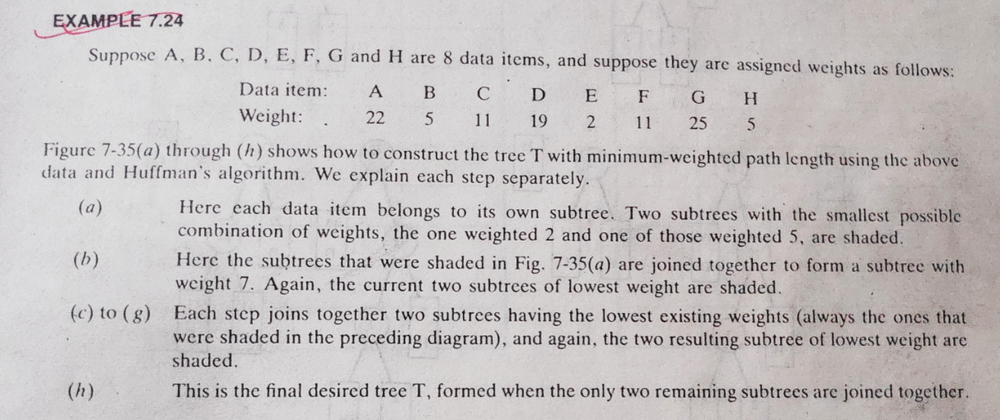 EXAMPLE 7.24
Suppose A, B, C, D, E, F, G and H are 8 data items, and suppose they are assigned weights as follows:
Data item: A B C D E F G H
Weight: 22 5 11 19 2 11 25 5
Figure 7-35(a) through (h) shows how to construct the tree T with minimum-weighted path length using the above
data and Huffman's algorithm. We explain each step separately.
(a) Here each data item belongs to its own subtree. Two subtrees with the smallest possible
combination of weights, the one weighted 2 and one of those weighted 5, are shaded.
(b) Here the subtrees that were shaded in Fig. 7-35(a) are joined together to form a subtree with
weight 7. Again, the current two subtrees of lowest weight are shaded.
(c) to (g) Each step joins together two subtrees having the lowest existing weights (always the ones that
were shaded in the preceding diagram), and again, the two resulting subtree of lowest weight are
shaded.
(h) This is the final desired tree T, formed when the only two remaining subtrees are joined together.